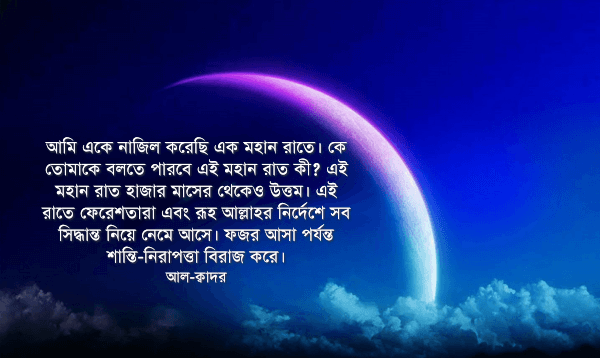 আমি একে নাজিল করেছি এক মহান রাতে। কে
তোমাকে বলতে পারবে এই মহান রাত কী? এই
মহান রাত হাজার মাসের থেকেও উত্তম। এই
রাতে ফেরেশতারা এবং রূহ আল্লাহর নির্দেশে সব
সিদ্ধান্ত নিয়ে নেমে আসে। ফজর আসা পর্যন্ত
শান্তি-নিরাপত্তা বিরাজ করে।
আল-ক্বাদর